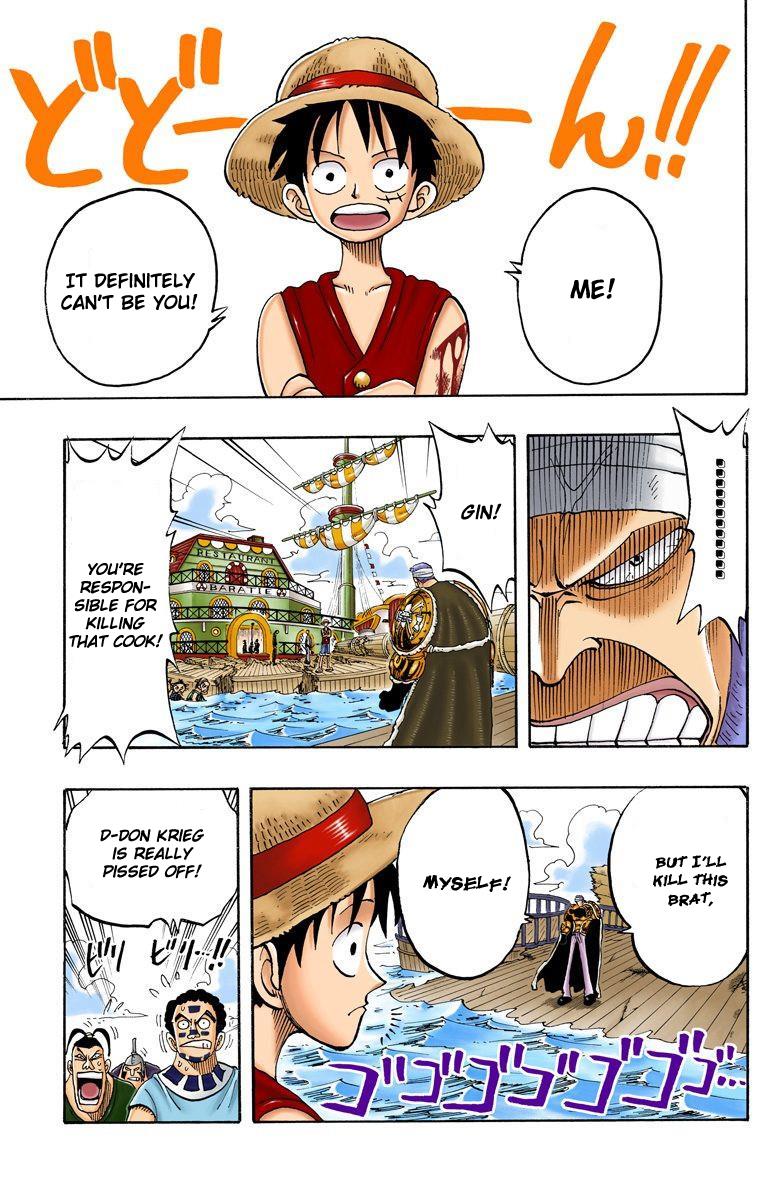 どどーーん!!
ME!
IT DEFINITELY
CAN'T BE YOU!
..........
GIN!
RESTAURANT
BARATIE
YOU'RE
RESPON-
SIBLE FOR
KILLING
THAT COOK!
BUT I'LL
KILL THIS
BRAT,
MYSELF!
ゴゴゴゴゴゴゴ...
D-DON KRIEG
IS REALLY
PISSED OFF!
ビリ ビリ...!!